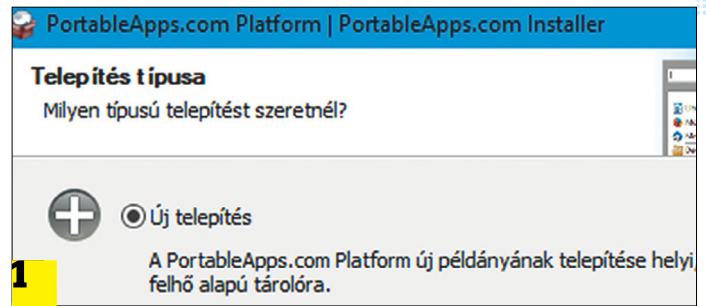 PortableApps.com Platform | PortableApps.com Installer
Telepítés típusa
Milyen típusú telepítést szeretnél?
Új telepítés
A PortableApps.com Platform új példányának telepítése helyi,
felhő alapú tárolóra.
1